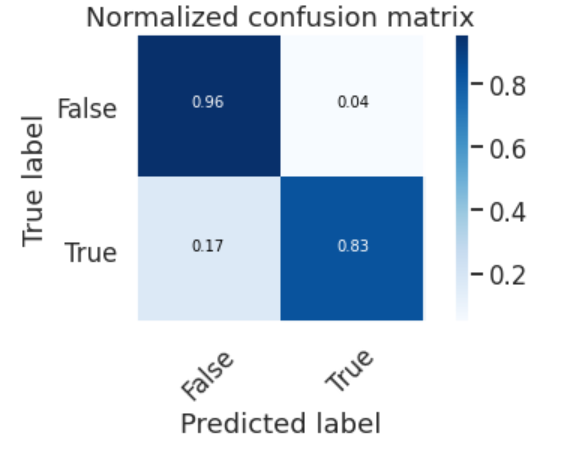 Normalized confusion matrix
False 0.96 0.04
True 0.17 0.83
True label
False True
Predicted label
0.8
0.6
0.4
0.2